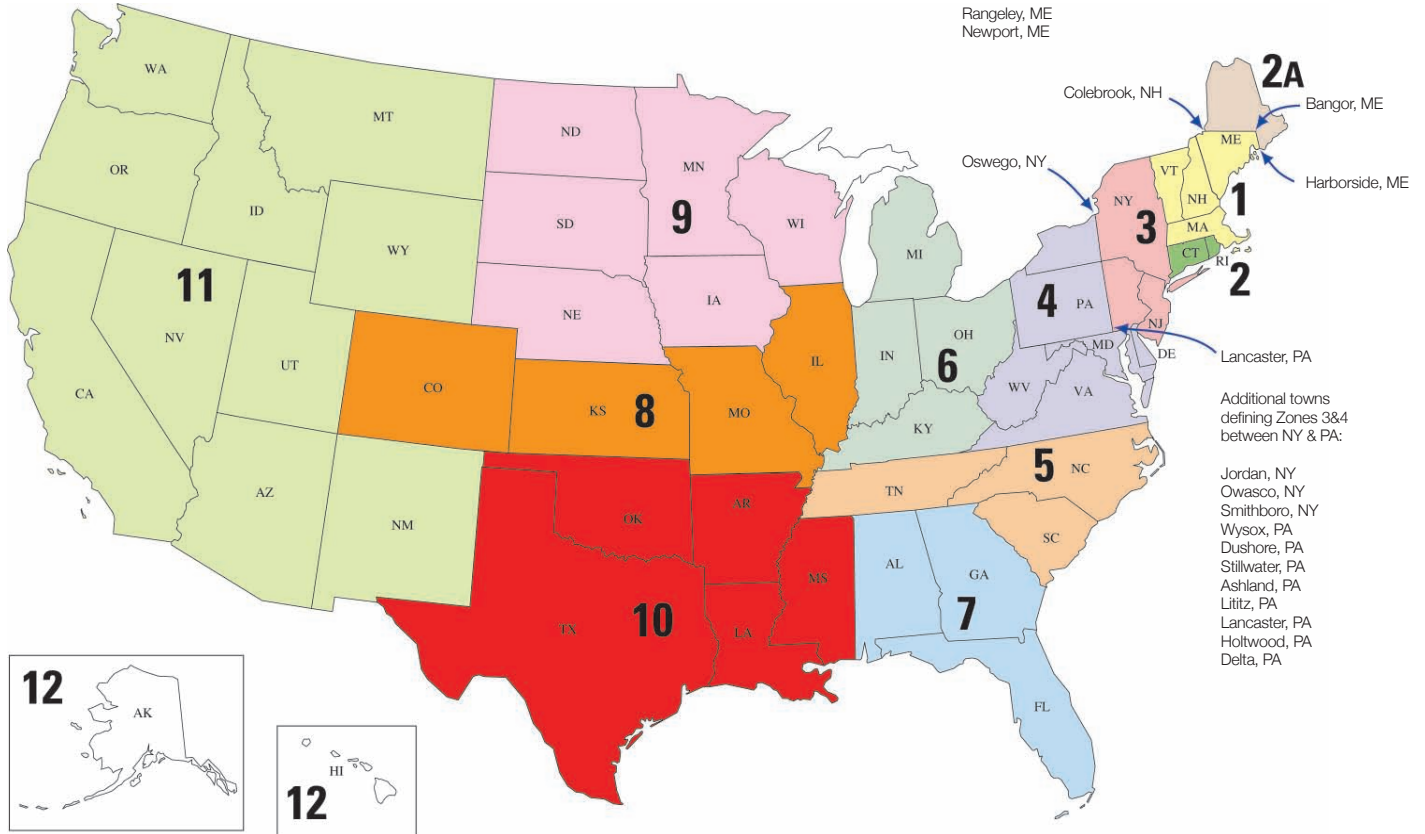 Rangeley, ME
Newport, ME
2A
Colebrook, NH
Bangor, ME
Oswego, NY
Harborside, ME
WA
MT
ND
MN
ME
VT
NH
1
OR
ID
SD
9
WI
NY
3
MA
MI
CT
RI
2
WY
11
NV
NE
IA
4
PA
NJ
OH
IN
6
MD
DE
Lancaster, PA
UT
CA
CO
KS
8
MO
IL
WV
VA
KY
Additional towns
defining Zones 3&4
between NY & PA:
5
NC
TN
AZ
NM
OK
AR
SC
Jordan, NY
Owasco, NY
Smithboro, NY
Wysox, PA
Dushore, PA
Stillwater, PA
Ashland, PA
Lititz, PA
Lancaster, PA
Holtwood, PA
Delta, PA
MS
AL
GA
7
TX
10
LA
FL
12
AK
HI
12